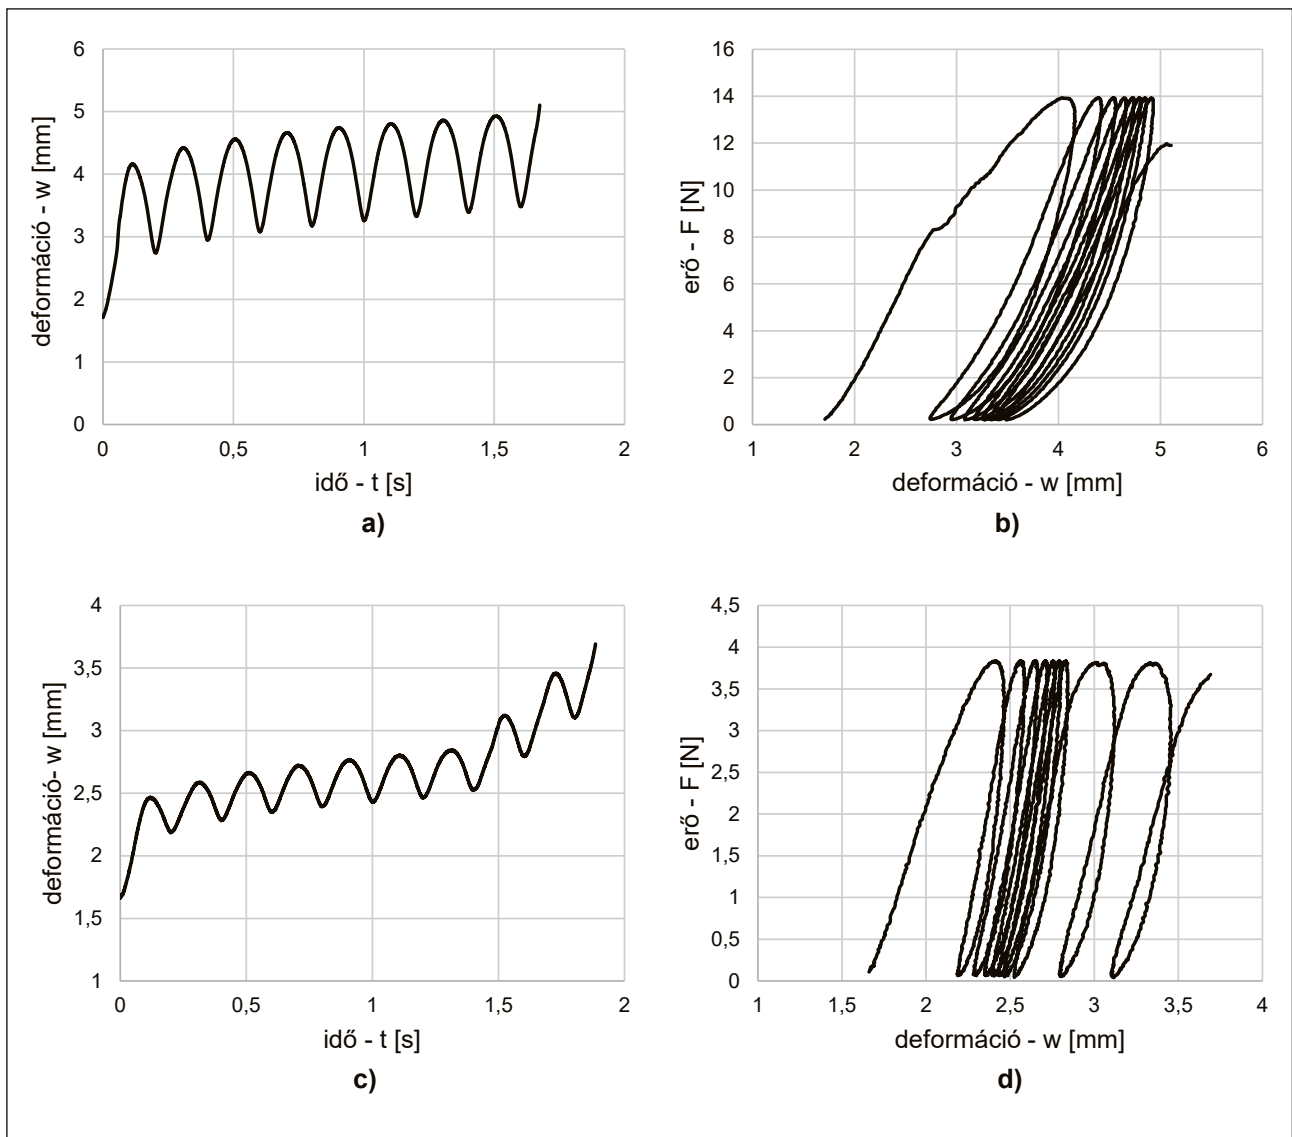 6
5
4
3
2
1
0
0 0,5 1 1,5 2
deformáció - w [mm]
idő - t [s]
a)
16
14
12
10
8
6
4
2
0
1 2 3 4 5 6
erő - F [N]
deformáció - w [mm]
b)
4
3,5
3
2,5
2
1,5
1
0 0,5 1 1,5 2
deformáció- w [mm]
idő - t [s]
c)
4,5
4
3,5
3
2,5
2
1,5
1
0,5
0
1 1,5 2 2,5 3 3,5 4
erő - F [N]
deformáció - w [mm]
d)